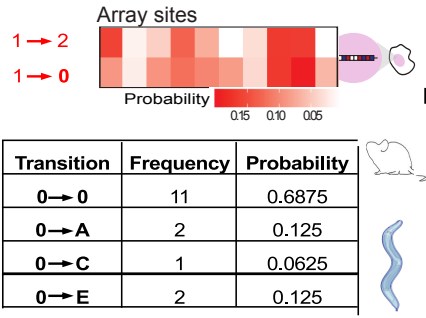 Array sites
1→2
1→0
Probability
0.15 0.10 0.05
Transition Frequency Probability
0→0 11 0.6875
0→A 2 0.125
0→C 1 0.0625
0→E 2 0.125